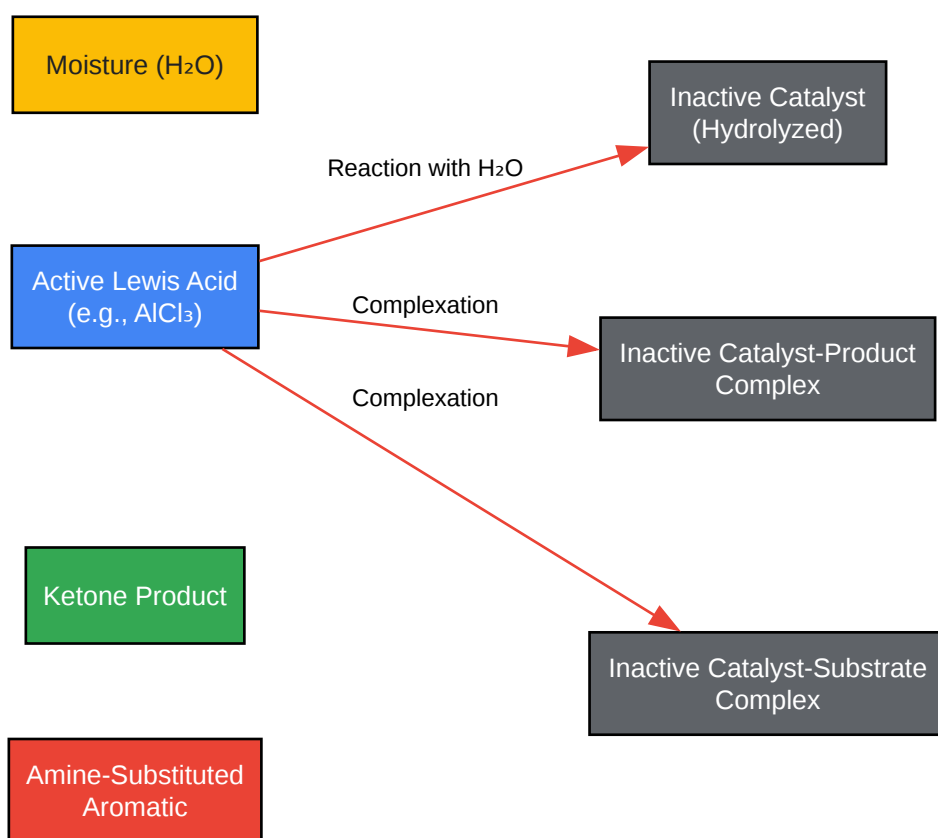 Moisture (H₂O)
Inactive Catalyst
(Hydrolyzed)
Reaction with H₂O
Active Lewis Acid
(e.g., AlCl₃)
Complexation
Inactive Catalyst-Product
Complex
Complexation
Ketone Product
Inactive Catalyst-Substrate
Complex
Amine-Substituted
Aromatic